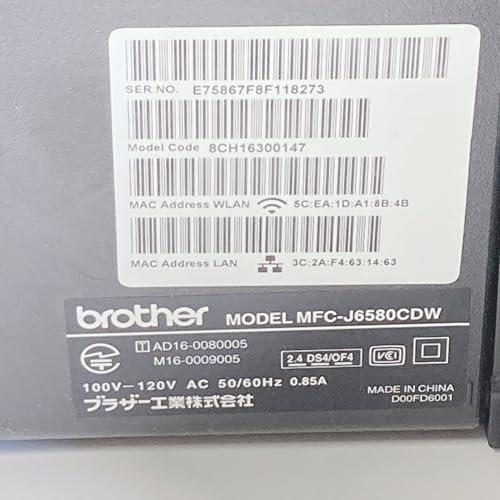 SER.NO. E75867F8F118273
Model Code 8CH16300147
MAC Address WLAN 5C:EA:1D:A1:8B:4B
MAC Address LAN 3C:2A:F4:63:14:63
brother MODEL MFC-J6580CDW
T AD16-0080005
M16-0009005
2.4 DS4/OF4 VCI
100V–120V AC 50/60Hz 0.85A
MADE IN CHINA
ブラザー工業株式会社
D00FD6001